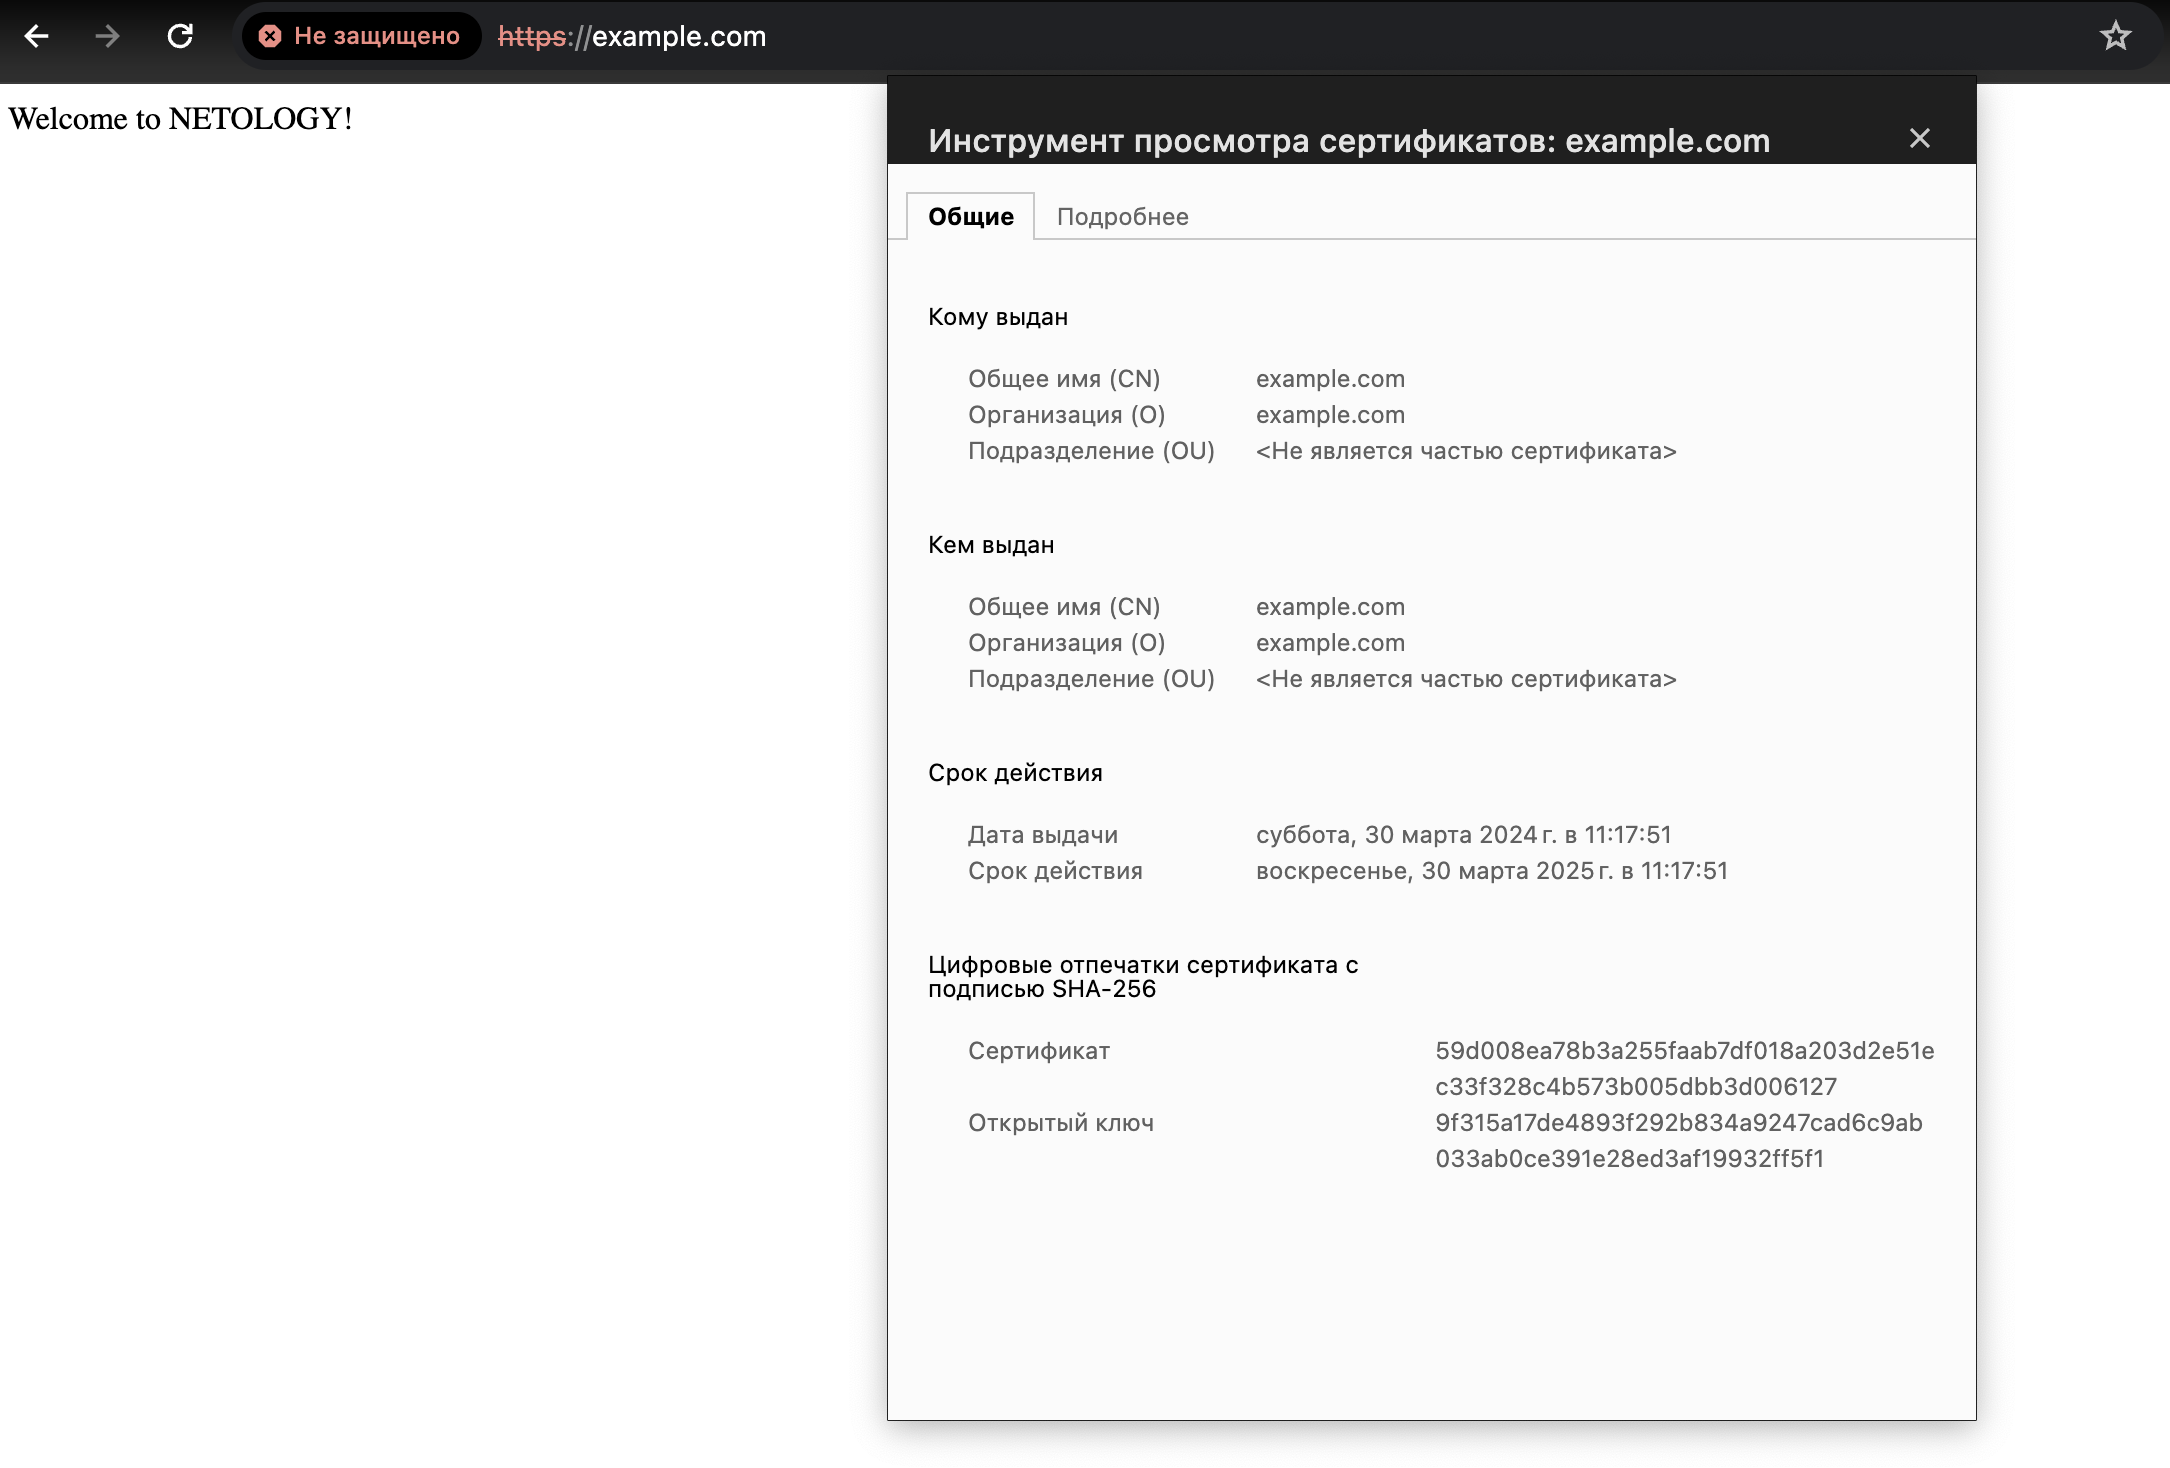 Не защищено https://example.com
Welcome to NETOLOGY!
Инструмент просмотра сертификатов: example.com
Общие Подробнее
Кому выдан
Общее имя (CN) example.com
Организация (O) example.com
Подразделение (OU) <Не является частью сертификата>
Кем выдан
Общее имя (CN) example.com
Организация (O) example.com
Подразделение (OU) <Не является частью сертификата>
Срок действия
Дата выдачи суббота, 30 марта 2024 г. в 11:17:51
Срок действия воскресенье, 30 марта 2025 г. в 11:17:51
Цифровые отпечатки сертификата с
подписью SHA-256
Сертификат 59d008ea78b3a255faab7df018a203d2e51e
c33f328c4b573b005dbb3d006127
Открытый ключ 9f315a17de4893f292b834a9247cad6c9ab
033ab0ce391e28ed3af19932ff5f1